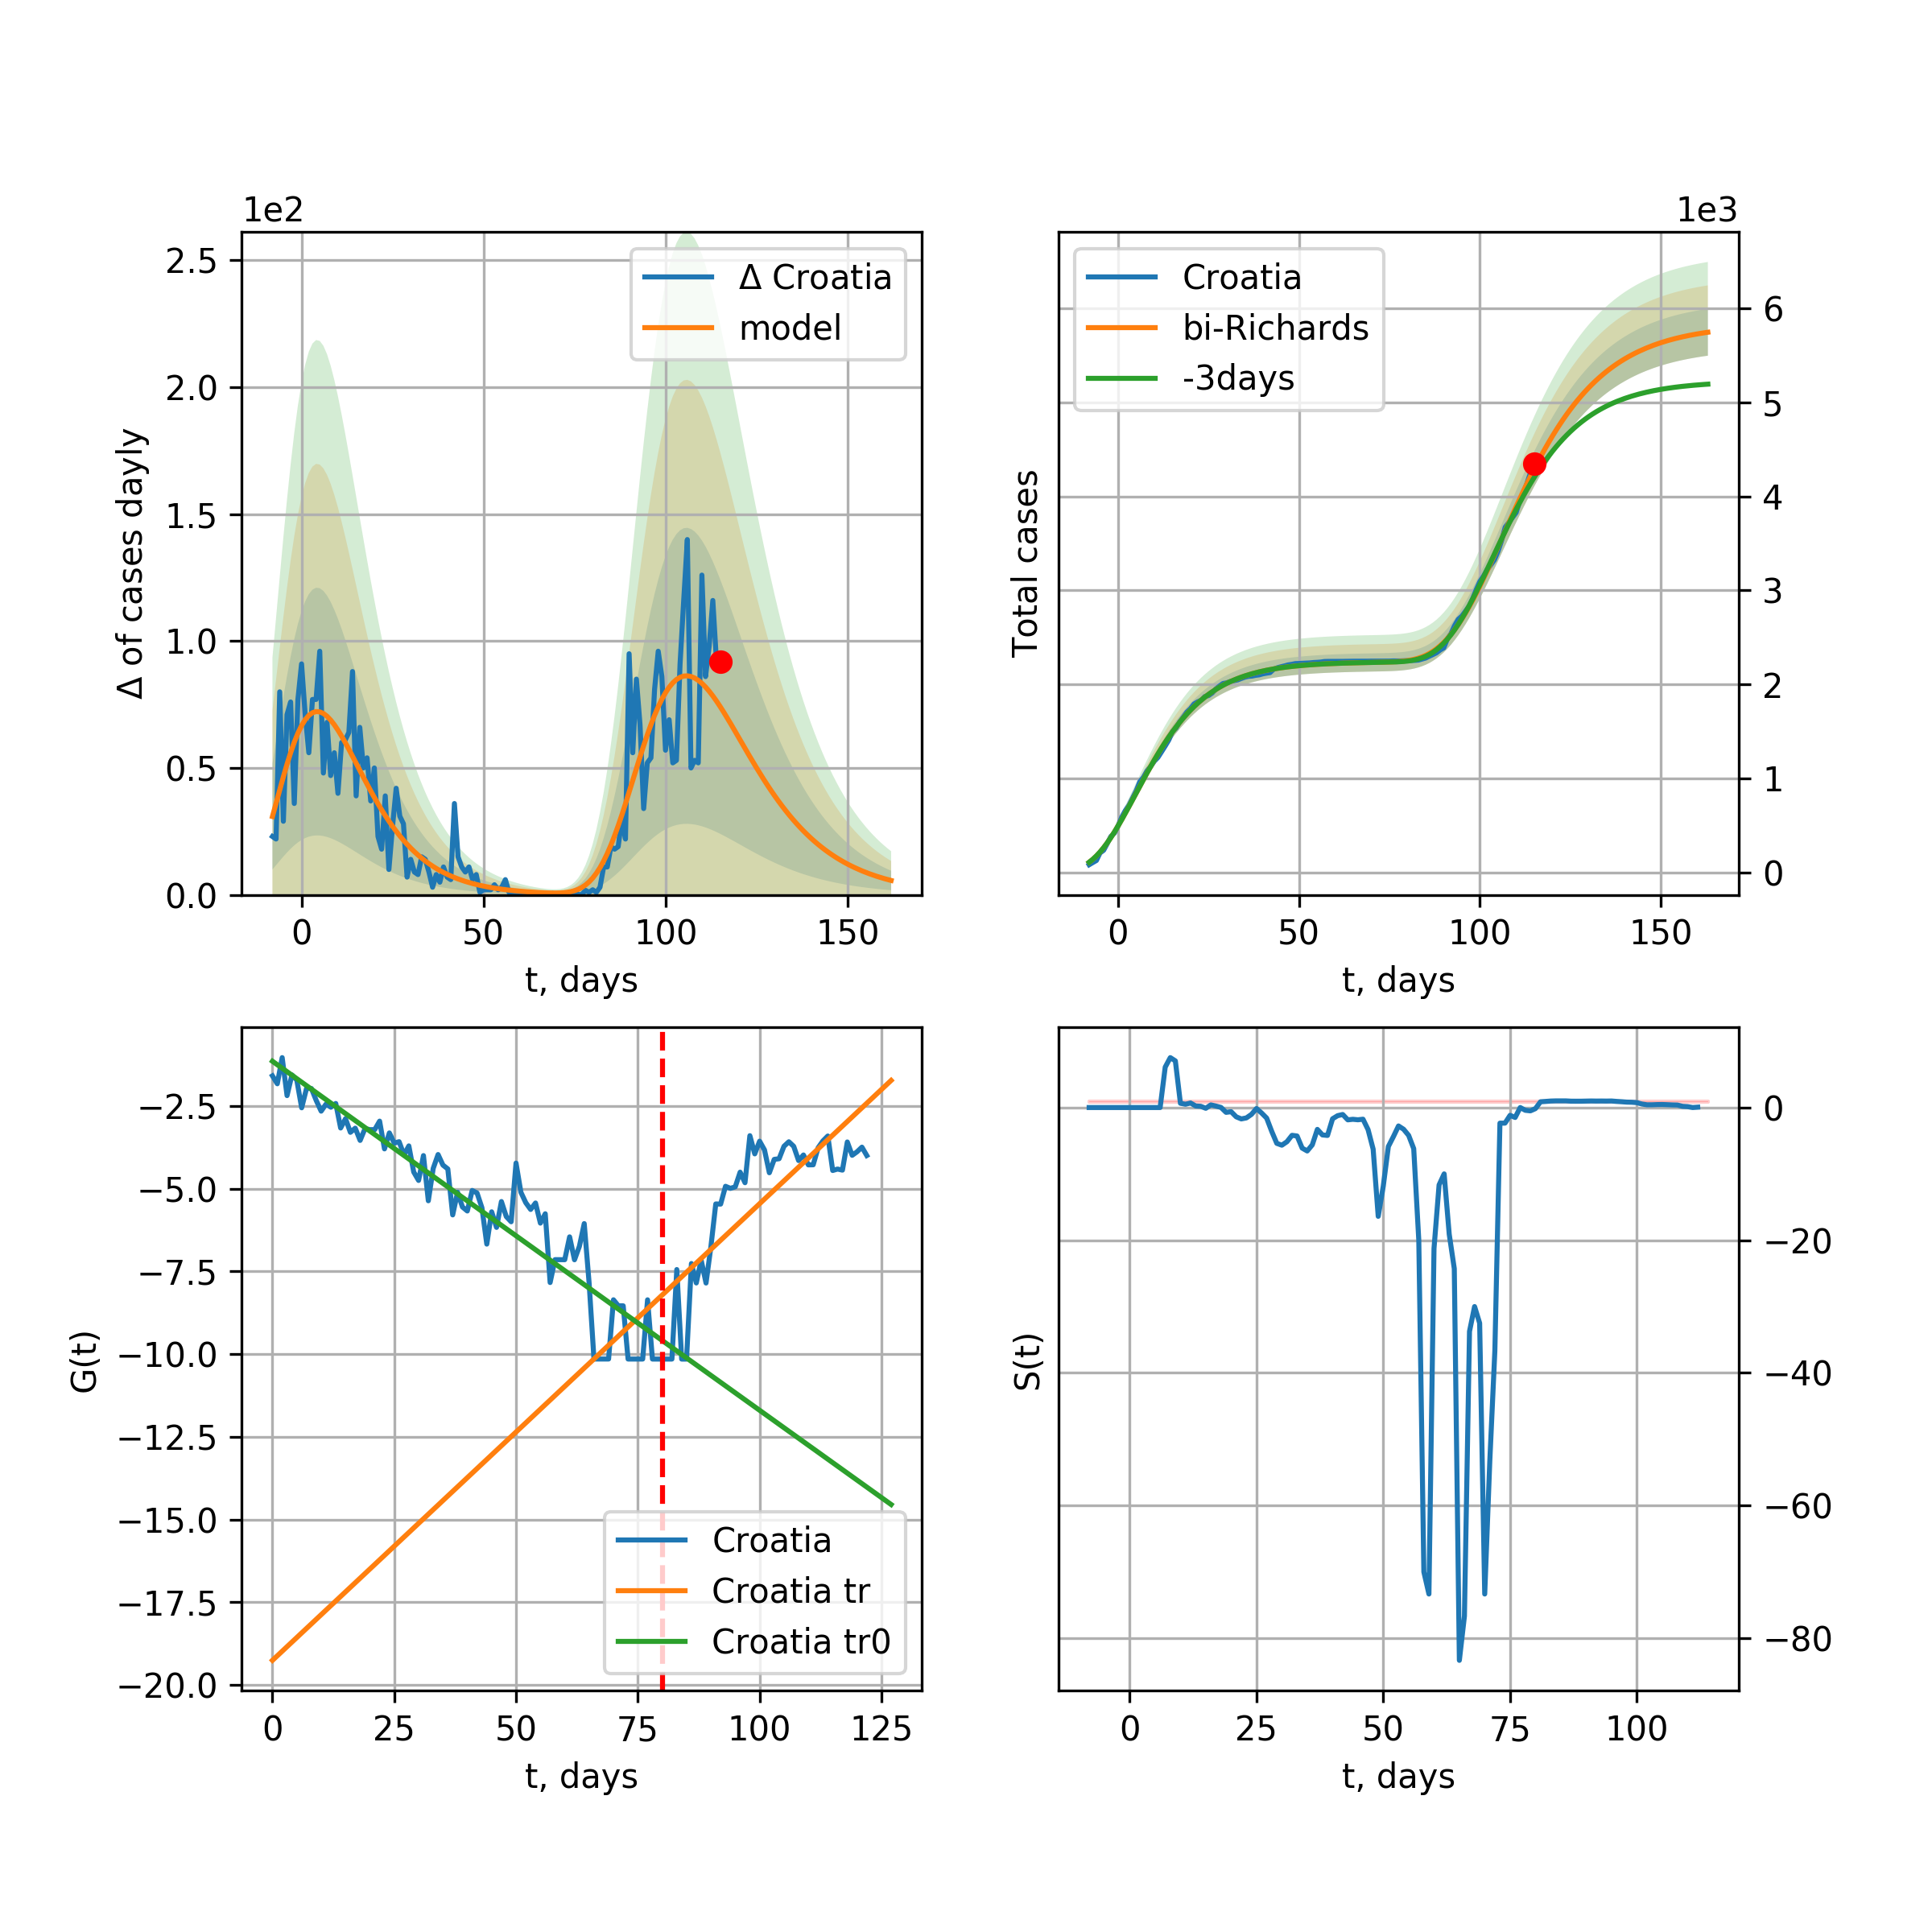 1e2
2.5
2.0
1.5
1.0
0.5
0.0
Δ of cases dayly
Δ Croatia
model
0 50 100 150
t, days
1e3
6
5
4
3
2
1
0
Total cases
Croatia
bi-Richards
-3days
0 50 100 150
t, days
−2.5
−5.0
−7.5
−10.0
−12.5
−15.0
−17.5
−20.0
G(t)
Croatia
Croatia tr
Croatia tr0
0 25 50 75 100 125
t, days
0
−20
−40
−60
−80
S(t)
0 25 50 75 100
t, days